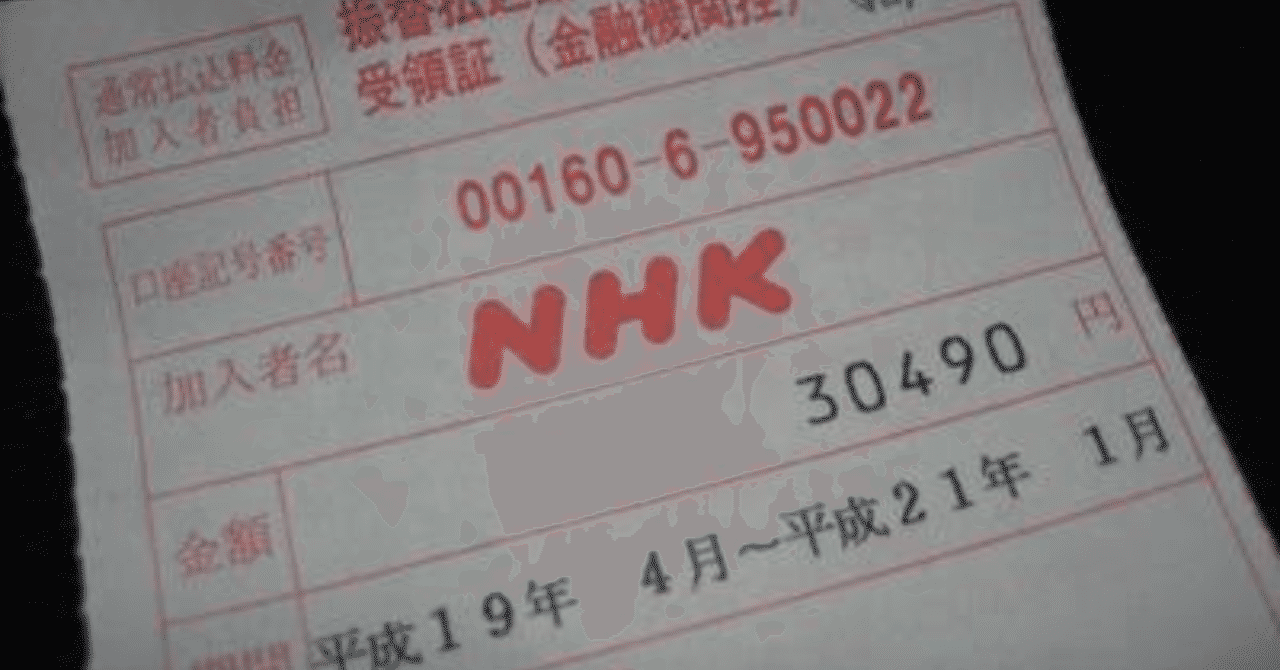 通常払込料金
加入者負担
受領証（金融機関控）
口座記号番号
00160-6-950022
加入者名
NHK
金額
30490 円
平成19年 4月～平成21年 1月